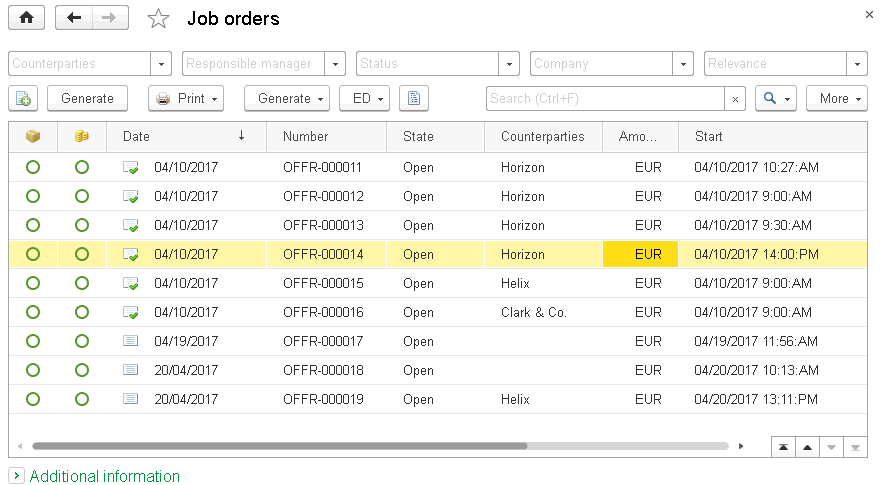 Job orders
Counterparties Responsible manager Status Company Relevance
Generate Print Generate ED Search (Ctrl+F) × More
Date ↓ Number State Counterparties Amo... Start
04/10/2017 OFFR-000011 Open Horizon EUR 04/10/2017 10:27:AM
04/10/2017 OFFR-000012 Open Horizon EUR 04/10/2017 9:00:AM
04/10/2017 OFFR-000013 Open Horizon EUR 04/10/2017 9:30:AM
04/10/2017 OFFR-000014 Open Horizon EUR 04/10/2017 14:00:PM
04/10/2017 OFFR-000015 Open Helix EUR 04/10/2017 9:00:AM
04/10/2017 OFFR-000016 Open Clark & Co. EUR 04/10/2017 9:00:AM
04/19/2017 OFFR-000017 Open EUR 04/19/2017 11:56:AM
20/04/2017 OFFR-000018 Open EUR 04/20/2017 10:13:AM
20/04/2017 OFFR-000019 Open Helix EUR 04/20/2017 13:11:PM
Additional information